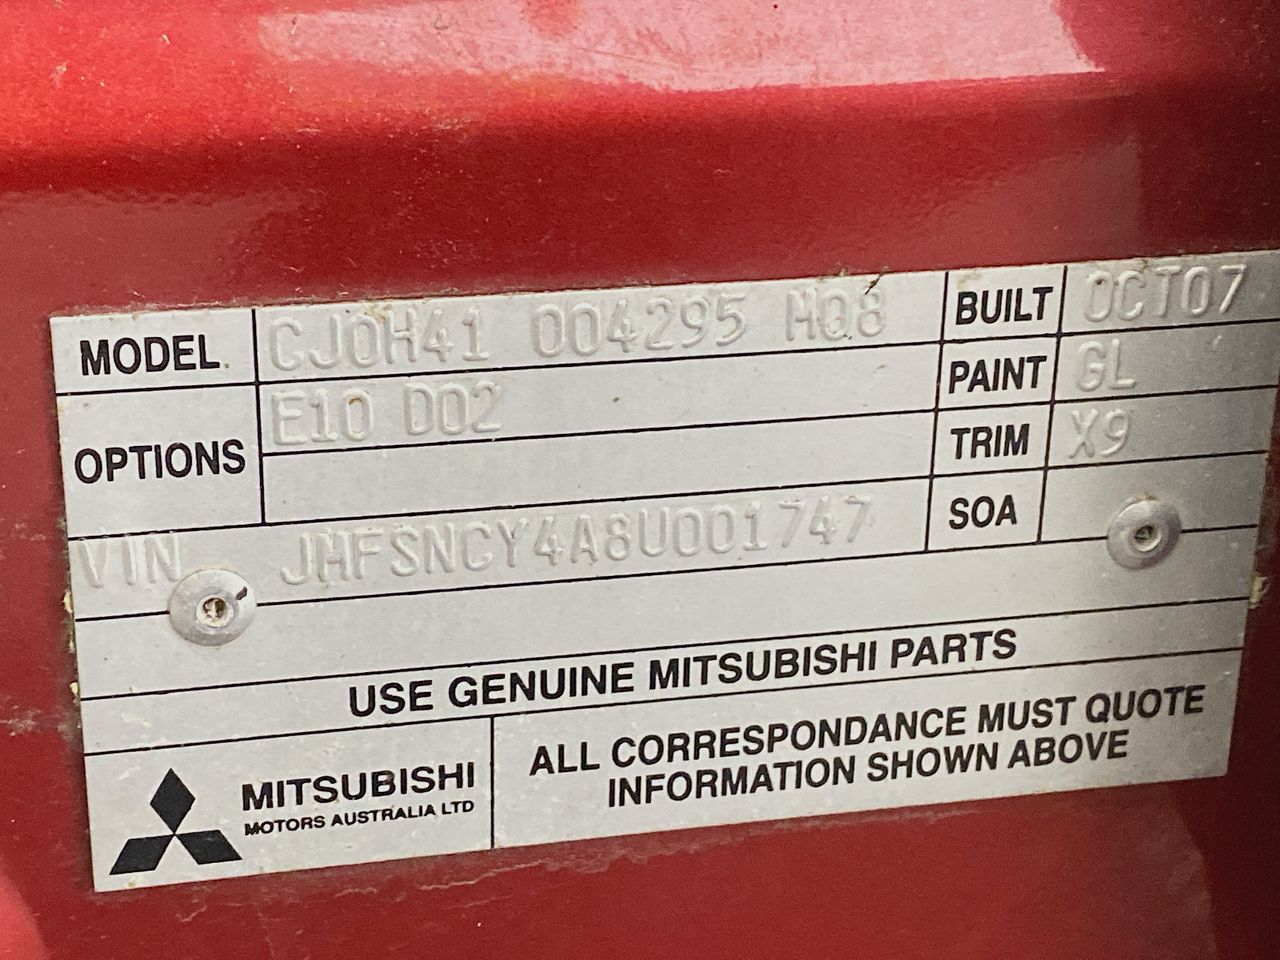 MODEL CJ0H41 004295 M08 BUILT OCT07
OPTIONS E10 D02 PAINT GL
TRIM X9
VIN JMFSNCY4A8U001747 SOA
USE GENUINE MITSUBISHI PARTS
MITSUBISHI
MOTORS AUSTRALIA LTD
ALL CORRESPONDANCE MUST QUOTE
INFORMATION SHOWN ABOVE